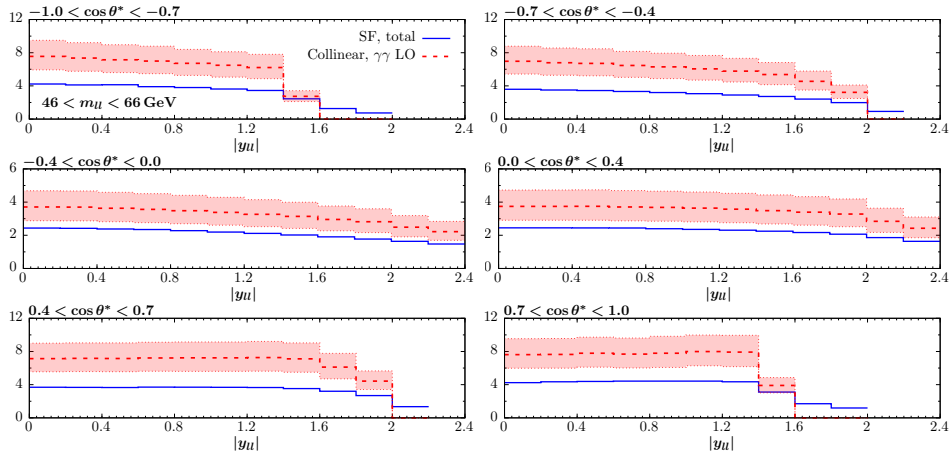 −1.0 < cos θ* < −0.7
12
8
4
0
SF, total
Collinear, γγ LO
46 < m_ll < 66 GeV
0 0.4 0.8 1.2 1.6 2 2.4
|y_ll|
−0.7 < cos θ* < −0.4
12
8
4
0
0 0.4 0.8 1.2 1.6 2 2.4
|y_ll|
−0.4 < cos θ* < 0.0
6
4
2
0
0 0.4 0.8 1.2 1.6 2 2.4
|y_ll|
0.0 < cos θ* < 0.4
6
4
2
0
0 0.4 0.8 1.2 1.6 2 2.4
|y_ll|
0.4 < cos θ* < 0.7
12
8
4
0
0 0.4 0.8 1.2 1.6 2 2.4
|y_ll|
0.7 < cos θ* < 1.0
12
8
4
0
0 0.4 0.8 1.2 1.6 2 2.4
|y_ll|